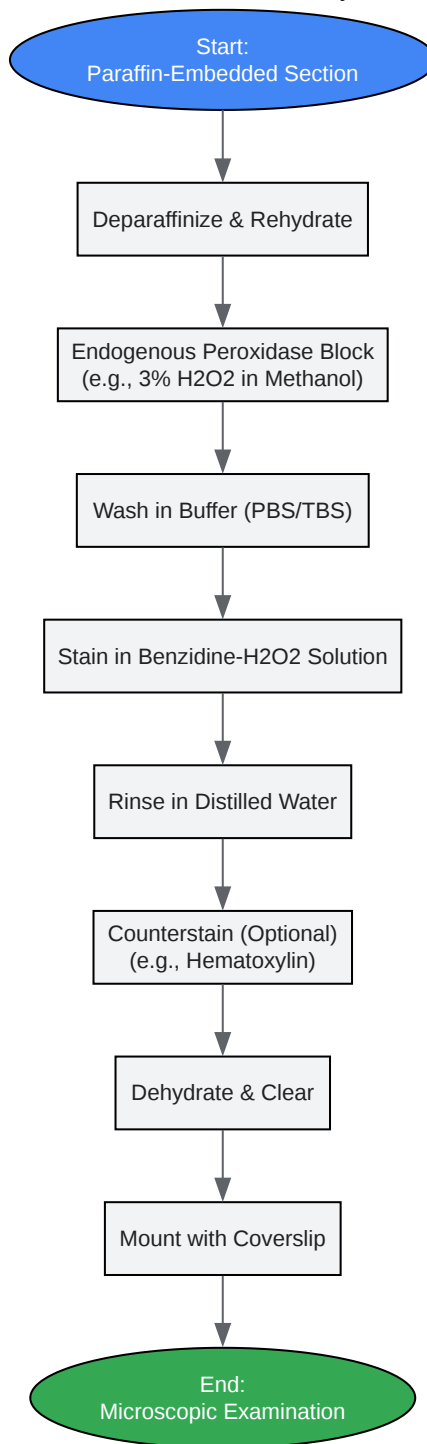 Start:
Paraffin-Embedded Section
Deparaffinize & Rehydrate
Endogenous Peroxidase Block
(e.g., 3% H2O2 in Methanol)
Wash in Buffer (PBS/TBS)
Stain in Benzidine-H2O2 Solution
Rinse in Distilled Water
Counterstain (Optional)
(e.g., Hematoxylin)
Dehydrate & Clear
Mount with Coverslip
End:
Microscopic Examination